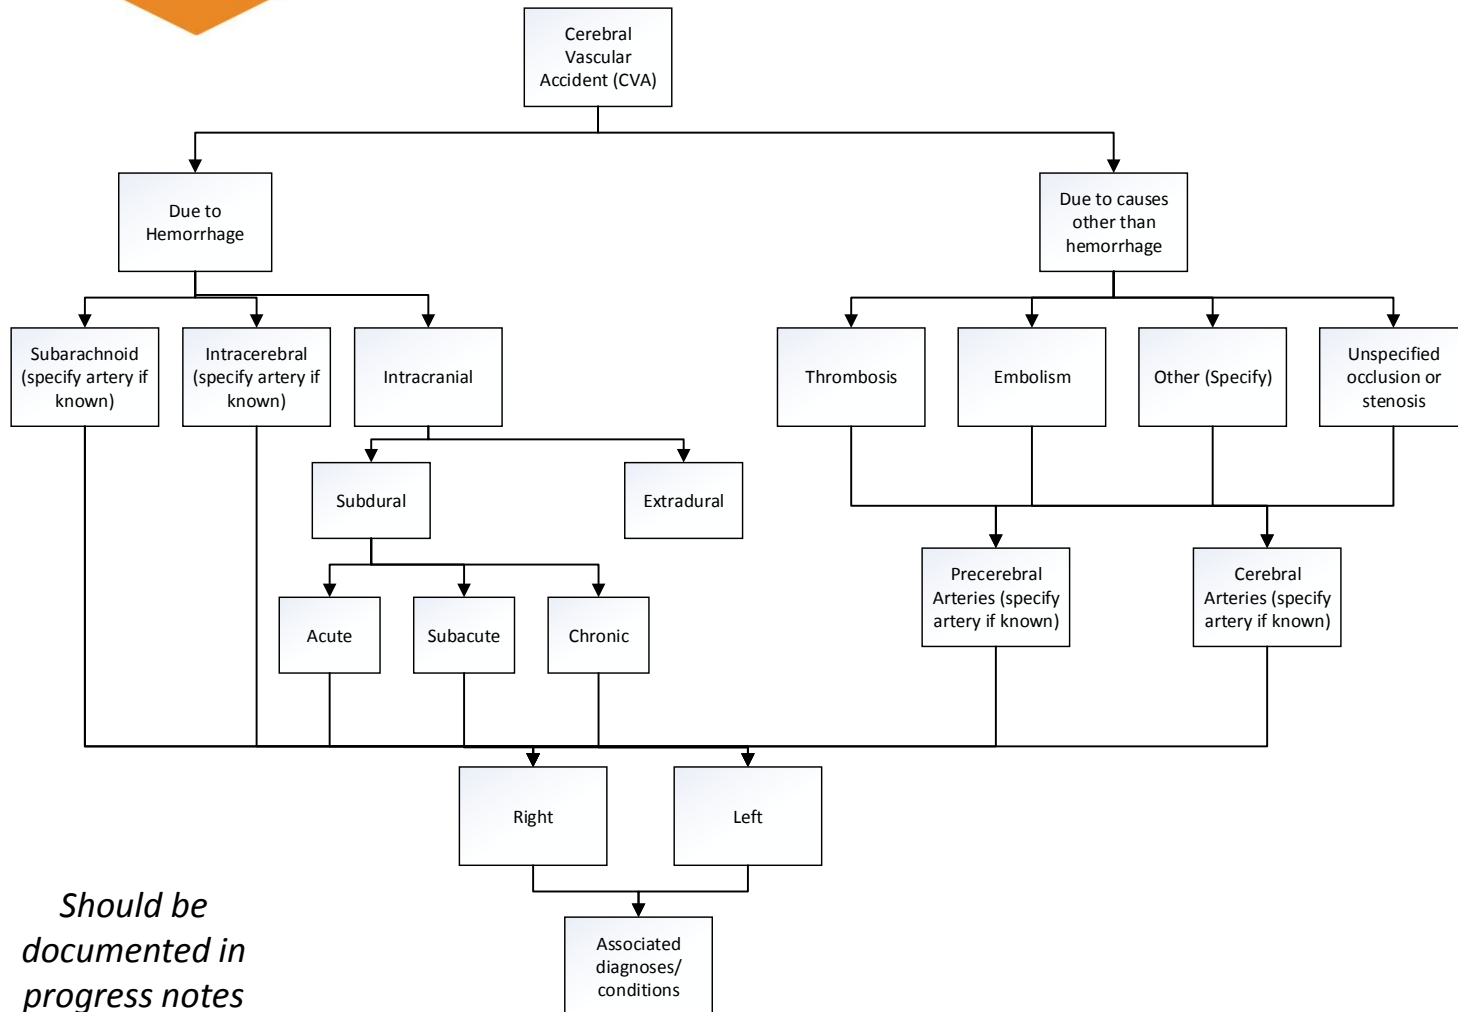 Cerebral
Vascular
Accident (CVA)
Due to
Hemorrhage
Due to causes
other than
hemorrhage
Subarachnoid
(specify artery if
known)
Intracerebral
(specify artery if
known)
Intracranial
Thrombosis
Embolism
Other (Specify)
Unspecified
occlusion or
stenosis
Subdural
Extradural
Precerebral
Arteries (specify
artery if known)
Cerebral
Arteries (specify
artery if known)
Acute
Subacute
Chronic
Right
Left
Should be
documented in
progress notes
Associated
diagnoses/
conditions